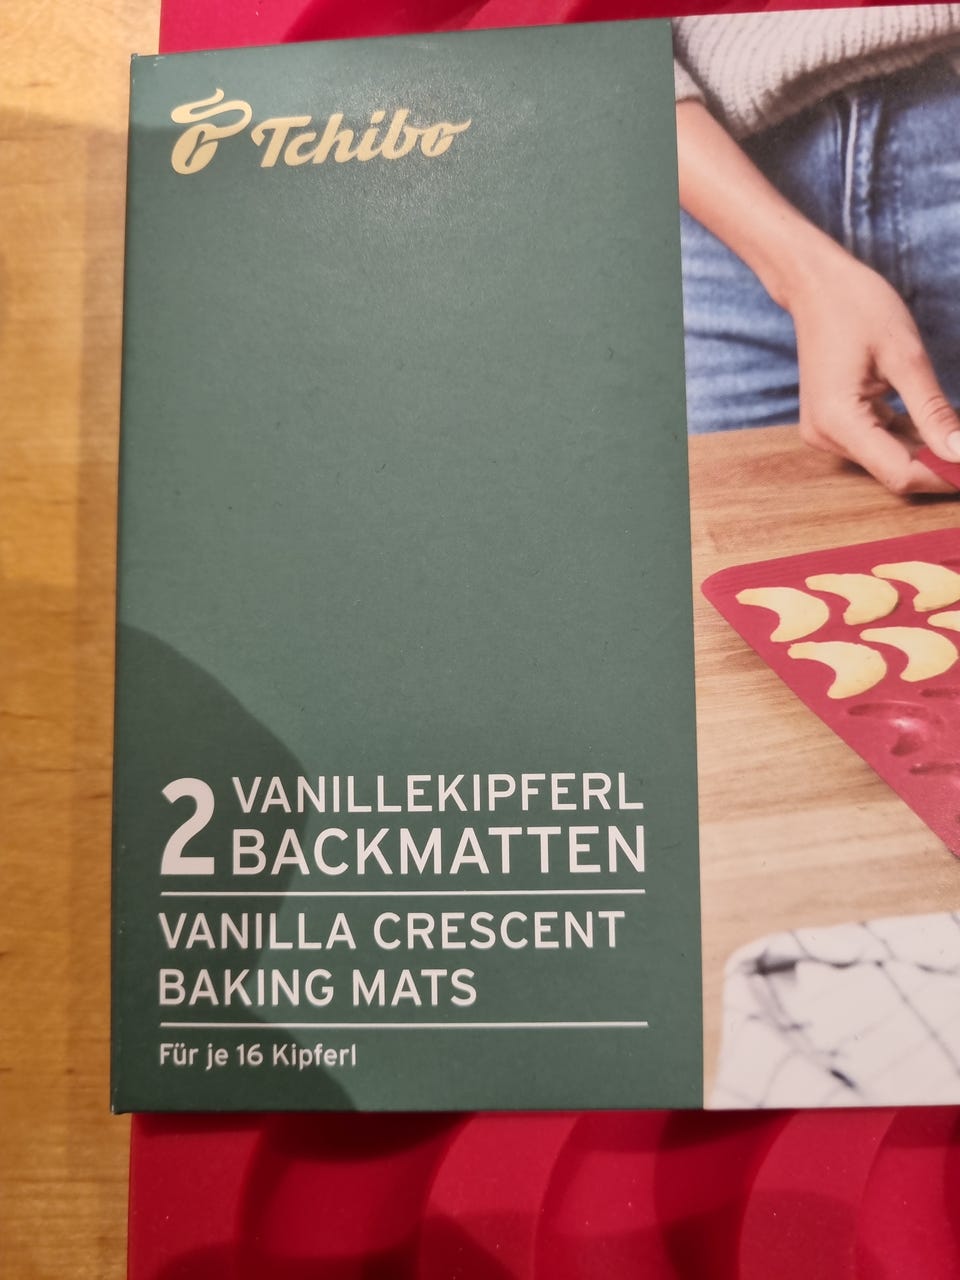 Tchibo
2 VANILLEKIPFERL
BACKMATTEN
VANILLA CRESCENT
BAKING MATS
Für je 16 Kipferl